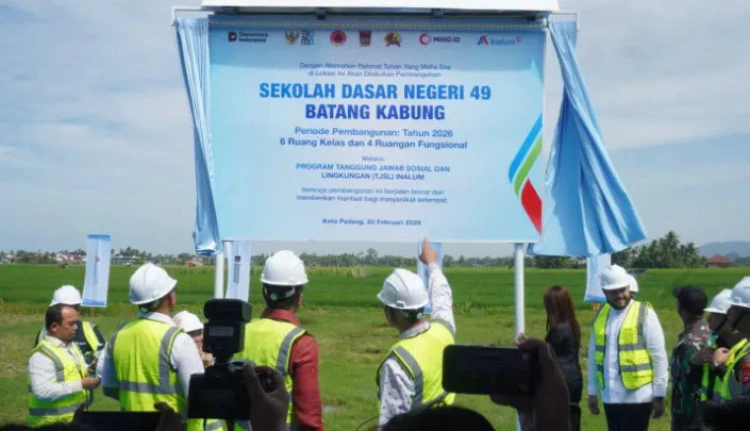 Danantara
Indonesia
MIND ID
inalum
Dengan Memohon Rahmat Tuhan Yang Maha Esa
di Lokasi Ini Akan Dilakukan Pembangunan
SEKOLAH DASAR NEGERI 49
BATANG KABUNG
Periode Pembangunan: Tahun 2026
6 Ruang Kelas dan 4 Ruangan Fungsional
Melalui:
PROGRAM TANGGUNG JAWAB SOSIAL DAN
LINGKUNGAN (TJSL) INALUM
Semoga pembangunan ini berjalan lancar dan
memberikan manfaat bagi masyarakat setempat.
Kota Padang, 20 Februari 2026